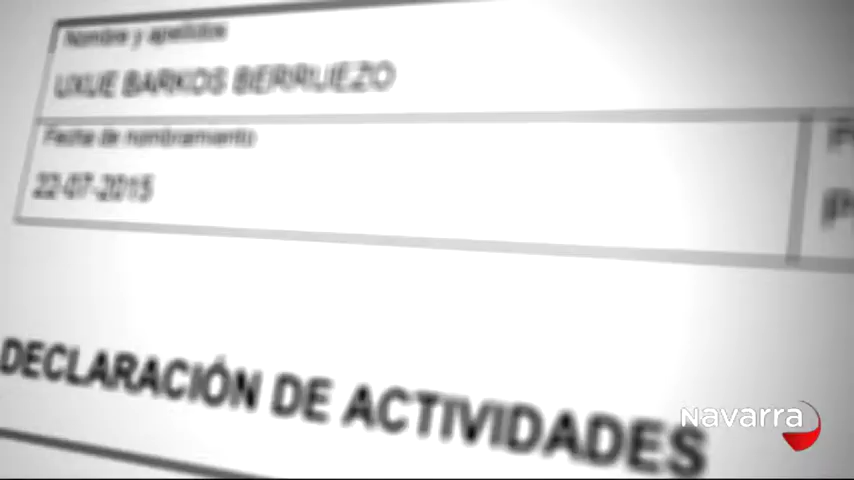 Nombre y apellidos
UXUE BARKOS BERRUEZO
Fecha de nombramiento
22-07-2015
DECLARACIÓN DE ACTIVIDADES
Navarra